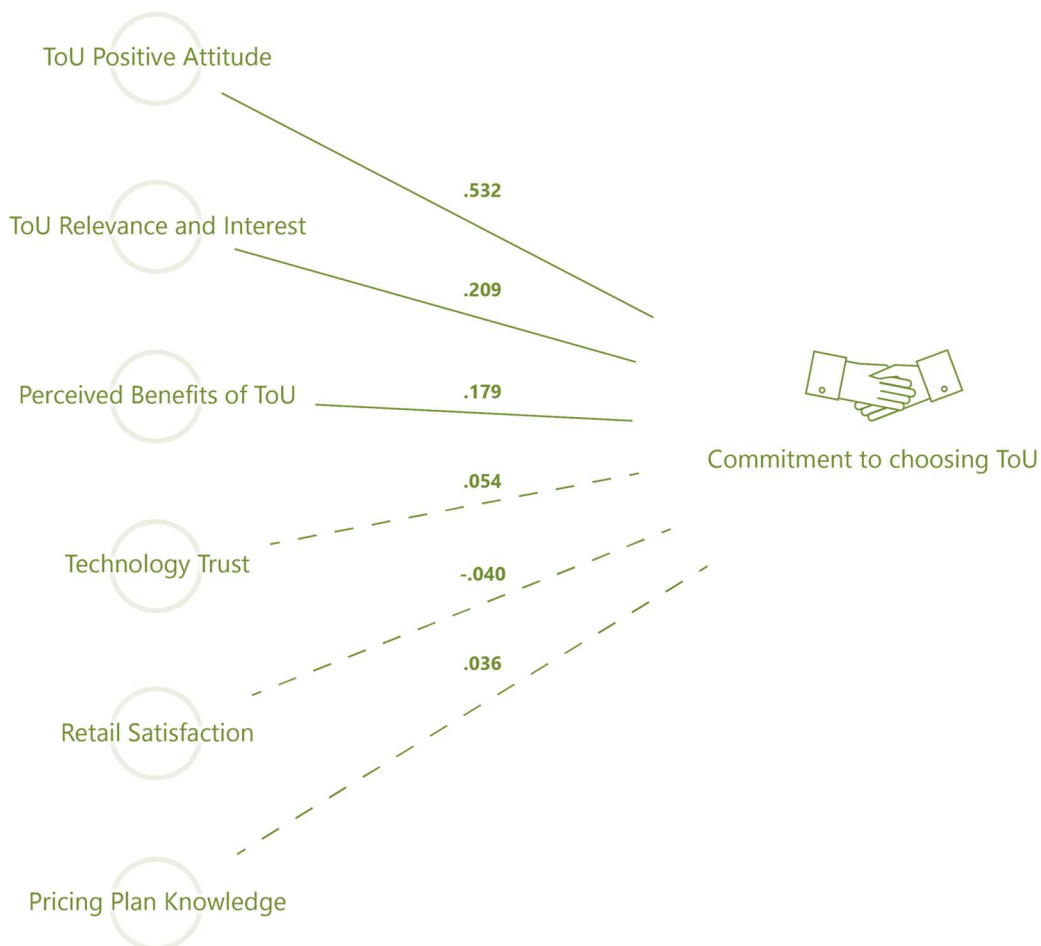 ToU Positive Attitude
.532
ToU Relevance and Interest
.209
Perceived Benefits of ToU
.179
Commitment to choosing ToU
.054
Technology Trust
-.040
.036
Retail Satisfaction
Pricing Plan Knowledge